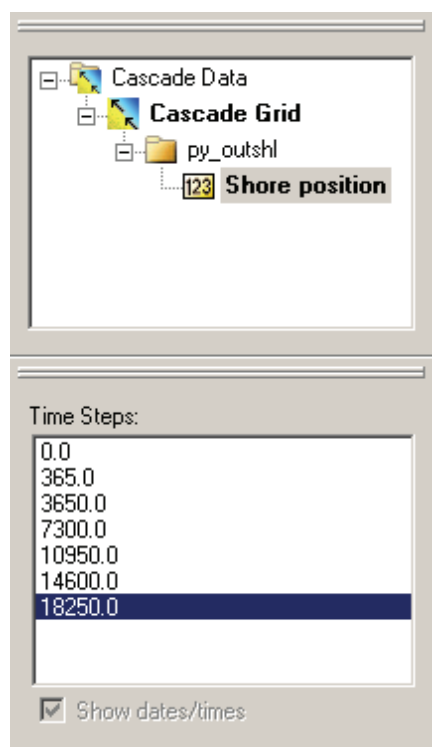 Cascade Data
Cascade Grid
py_outshl
123 Shore position
Time Steps:
0.0
365.0
3650.0
7300.0
10950.0
14600.0
18250.0
Show dates/times